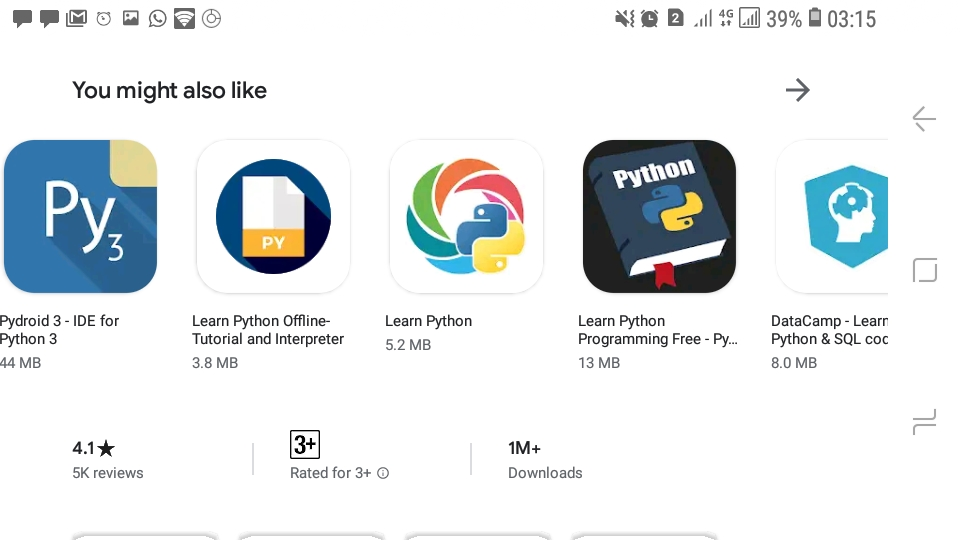 2 4G 39% 03:15
You might also like
Py3
PY
Python
Pydroid 3 - IDE for
Python 3
44 MB
Learn Python Offline-
Tutorial and Interpreter
3.8 MB
Learn Python
5.2 MB
Learn Python
Programming Free - Py...
13 MB
DataCamp - Learn
Python & SQL cod
8.0 MB
4.1★
5K reviews
3+
Rated for 3+
1M+
Downloads